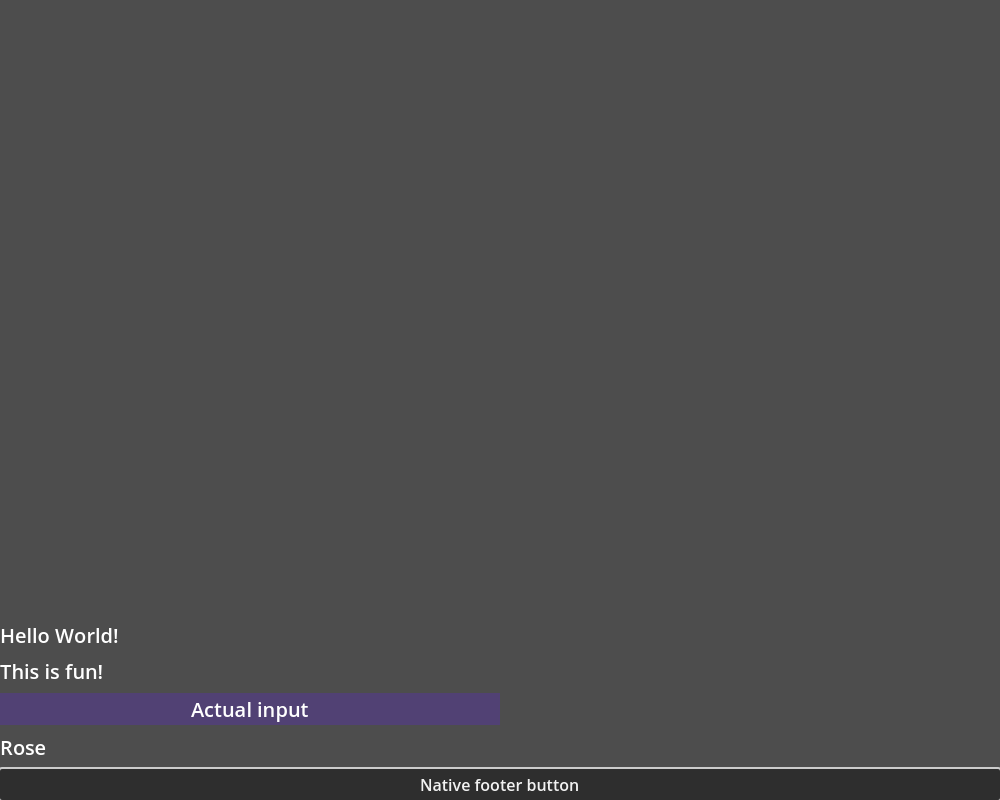 Hello World!
This is fun!
Actual input
Rose
Native footer button